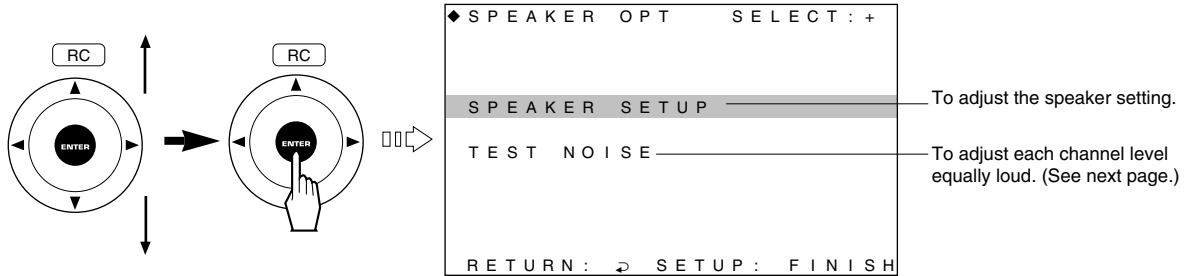 RC
ENTER
RC
ENTER
◆SPEAKER OPT SELECT:+
SPEAKER SETUP
TEST NOISE
RETURN: ⊋ SETUP: FINISH
To adjust the speaker setting.
To adjust each channel level
equally loud. (See next page.)